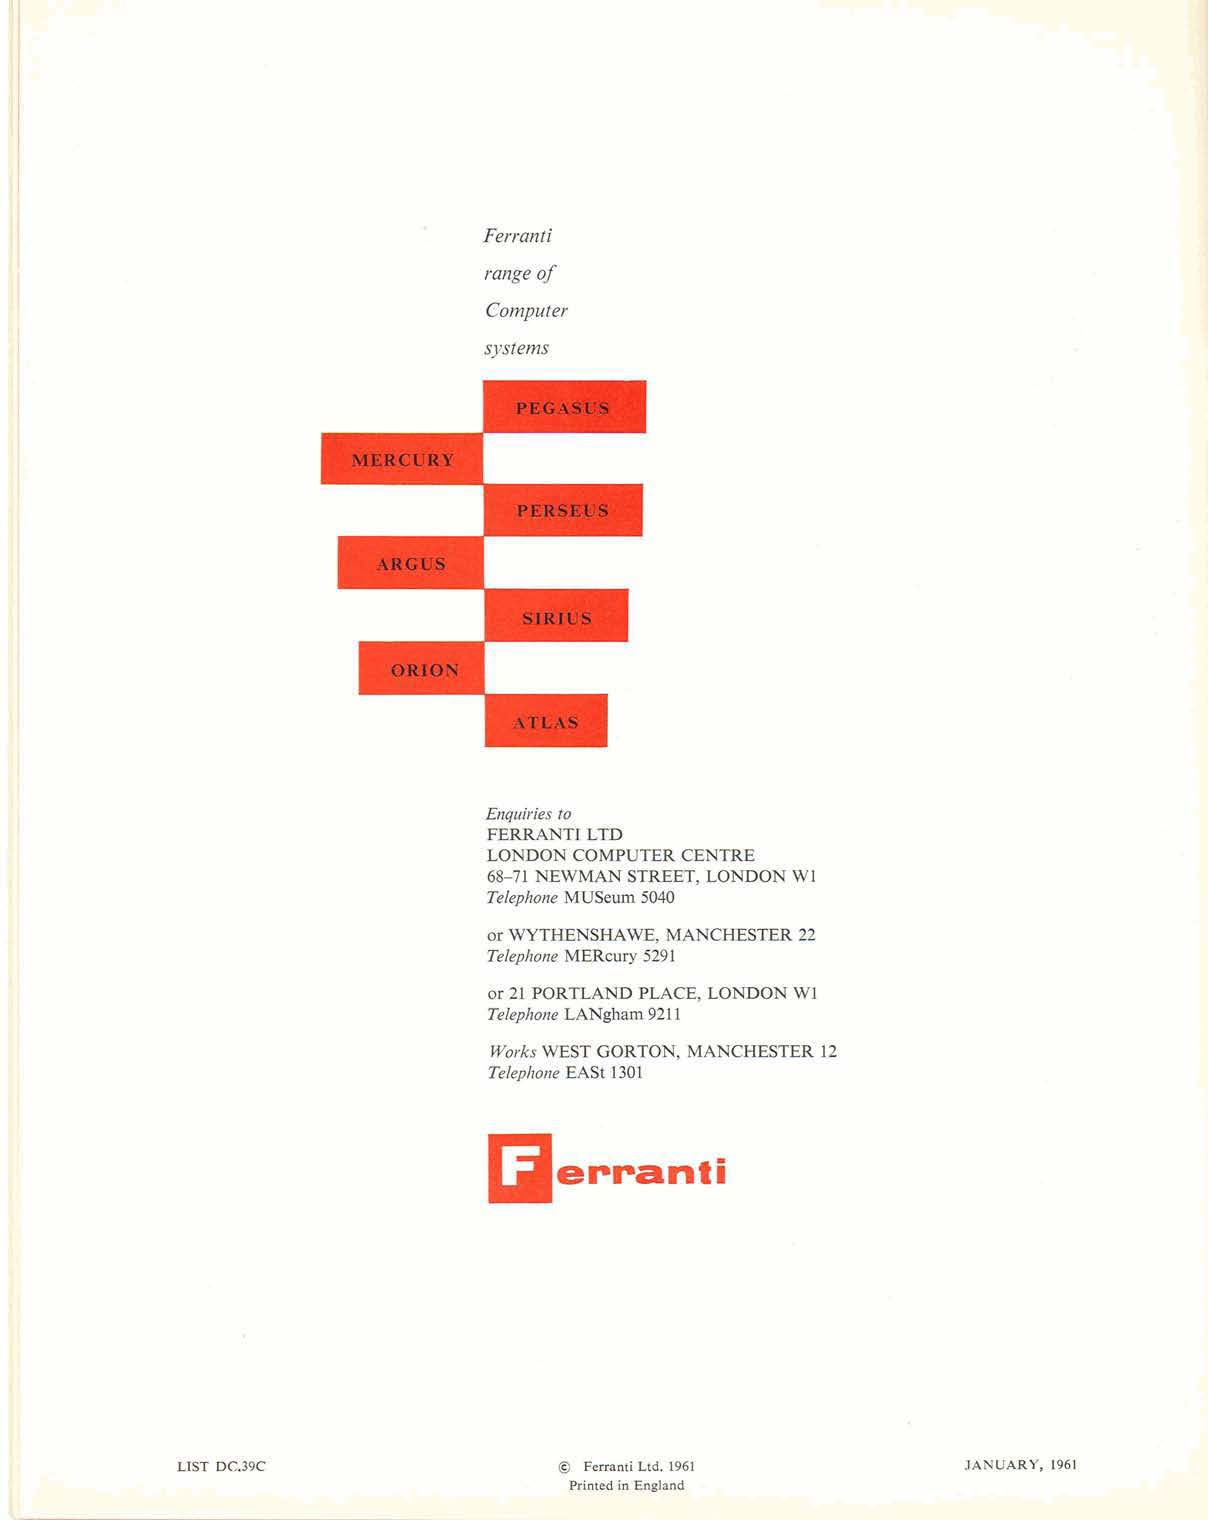 Ferranti
range of
Computer
systems
PEGASUS
MERCURY
PERSEUS
ARGUS
SIRIUS
ORION
ATLAS
Enquiries to
FERRANTI LTD
LONDON COMPUTER CENTRE
68–71 NEWMAN STREET, LONDON W1
Telephone MUSeum 5040
or WYTHENSHAWE, MANCHESTER 22
Telephone MERcury 5291
or 21 PORTLAND PLACE, LONDON W1
Telephone LANgham 9211
Works WEST GORTON, MANCHESTER 12
Telephone EASt 1301
Ferranti
LIST DC.39C
© Ferranti Ltd. 1961
Printed in England
JANUARY, 1961